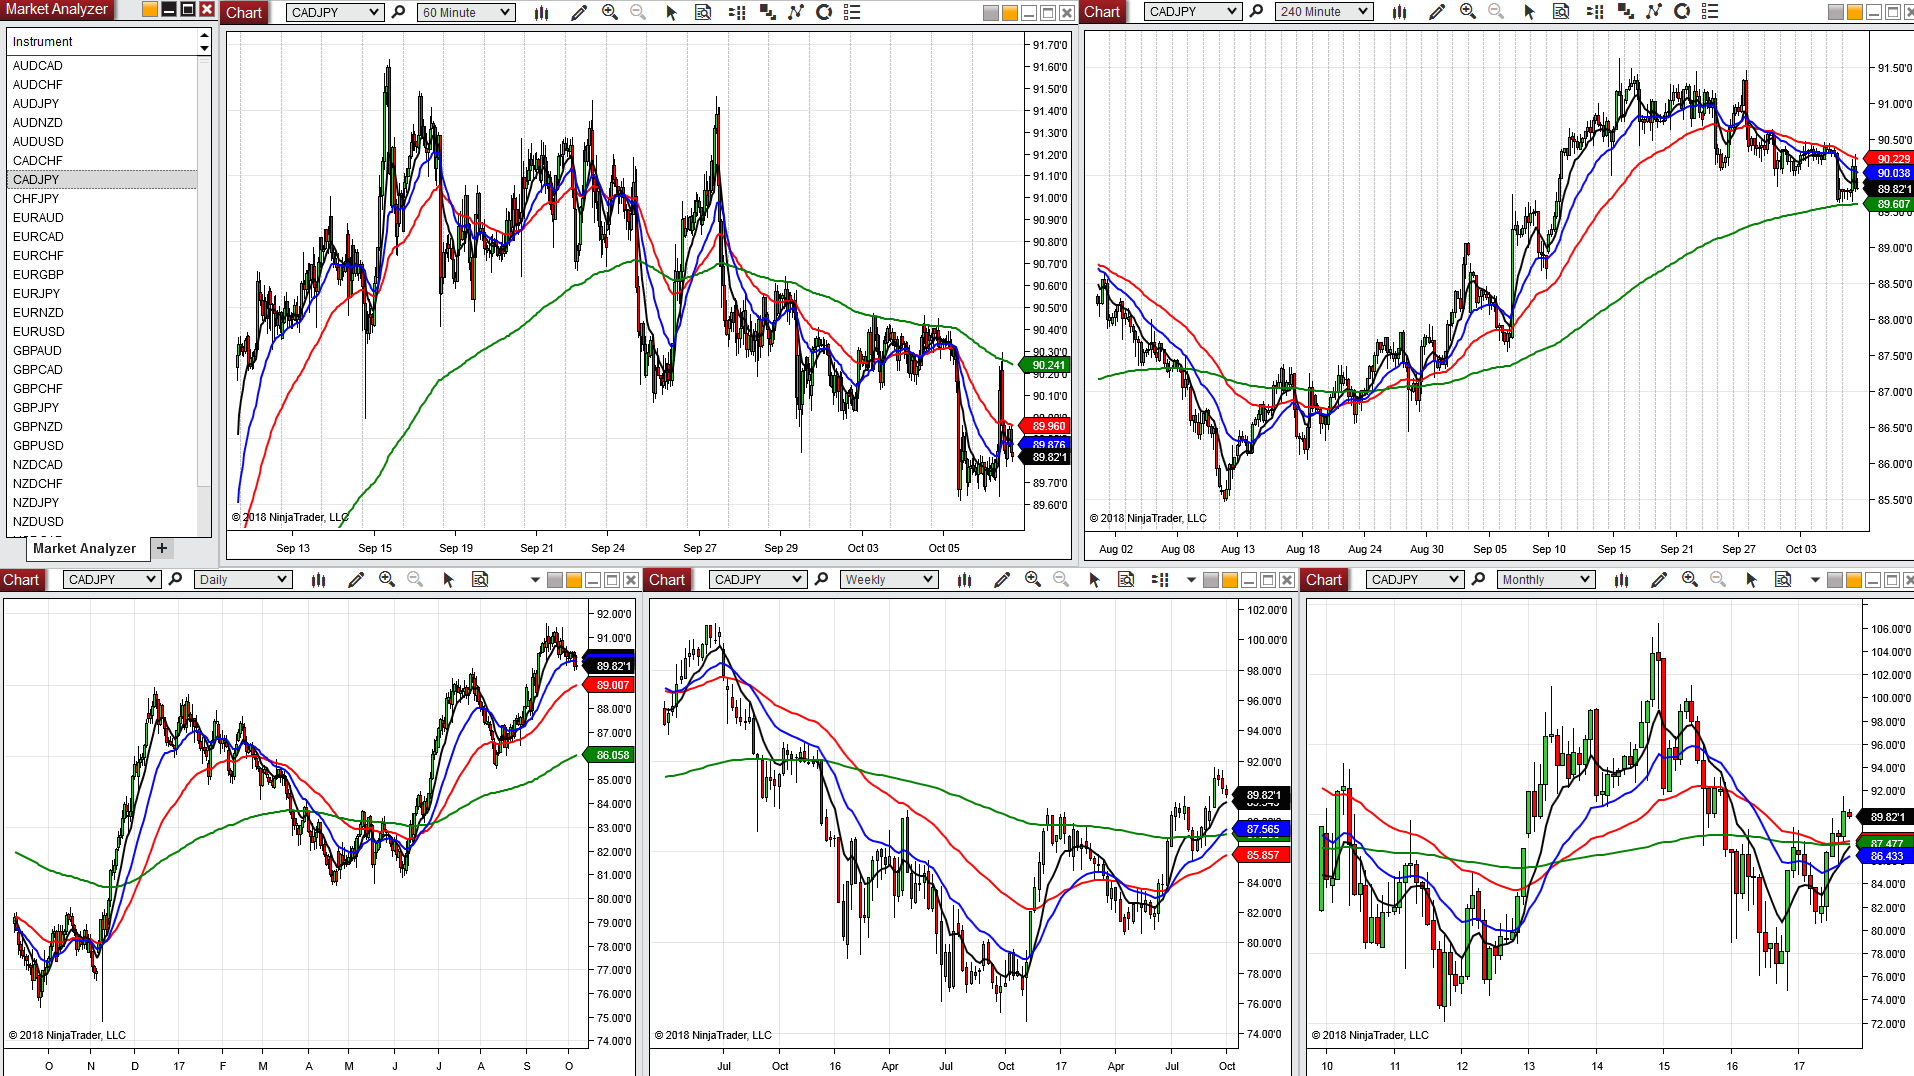 Market Analyzer
Instrument
AUDCAD
AUDCHF
AUDJPY
AUDNZD
AUDUSD
CADCHF
CADJPY
CHFJPY
EURAUD
EURCAD
EURCHF
EURGBP
EURJPY
EURNZD
EURUSD
GBPAUD
GBPCAD
GBPCHF
GBPJPY
GBPNZD
GBPUSD
NZDCAD
NZDCHF
NZDJPY
NZDUSD
Market Analyzer +
Chart CADJPY 60 Minute
91.70'0
91.60'0
91.50'0
91.40'0
91.30'0
91.20'0
91.10'0
91.00'0
90.90'0
90.80'0
90.70'0
90.60'0
90.50'0
90.40'0
90.30'0
90.241
90.20'0
90.10'0
89.960
89.876
89.82'1
89.70'0
89.60'0
© 2018 NinjaTrader, LLC
Sep 13 Sep 15 Sep 19 Sep 21 Sep 24 Sep 27 Sep 29 Oct 03 Oct 05
Chart CADJPY 240 Minute
91.50'0
91.00'0
90.50'0
90.229
90.038
89.82'1
89.607
89.00'0
88.50'0
88.00'0
87.50'0
87.00'0
86.50'0
86.00'0
85.50'0
© 2018 NinjaTrader, LLC
Aug 02 Aug 08 Aug 13 Aug 18 Aug 24 Aug 30 Sep 05 Sep 10 Sep 15 Sep 21 Sep 27 Oct 03
Chart CADJPY Daily
92.00'0
91.00'0
89.82'1
89.007
88.00'0
87.00'0
86.058
85.00'0
84.00'0
83.00'0
82.00'0
81.00'0
80.00'0
79.00'0
78.00'0
77.00'0
76.00'0
75.00'0
74.00'0
© 2018 NinjaTrader, LLC
O N D 17 F M A M J J A S O
Chart CADJPY Weekly
102.00'0
100.00'0
98.00'0
96.00'0
94.00'0
92.00'0
89.82'1
87.565
85.857
84.00'0
82.00'0
80.00'0
78.00'0
76.00'0
74.00'0
© 2018 NinjaTrader, LLC
Jul Oct 16 Apr Jul Oct 17 Apr Jul Oct
Chart CADJPY Monthly
106.00'0
104.00'0
102.00'0
100.00'0
98.00'0
96.00'0
94.00'0
92.00'0
89.82'1
87.477
86.433
84.00'0
82.00'0
80.00'0
78.00'0
76.00'0
74.00'0
72.00'0
© 2018 NinjaTrader, LLC
10 11 12 13 14 15 16 17